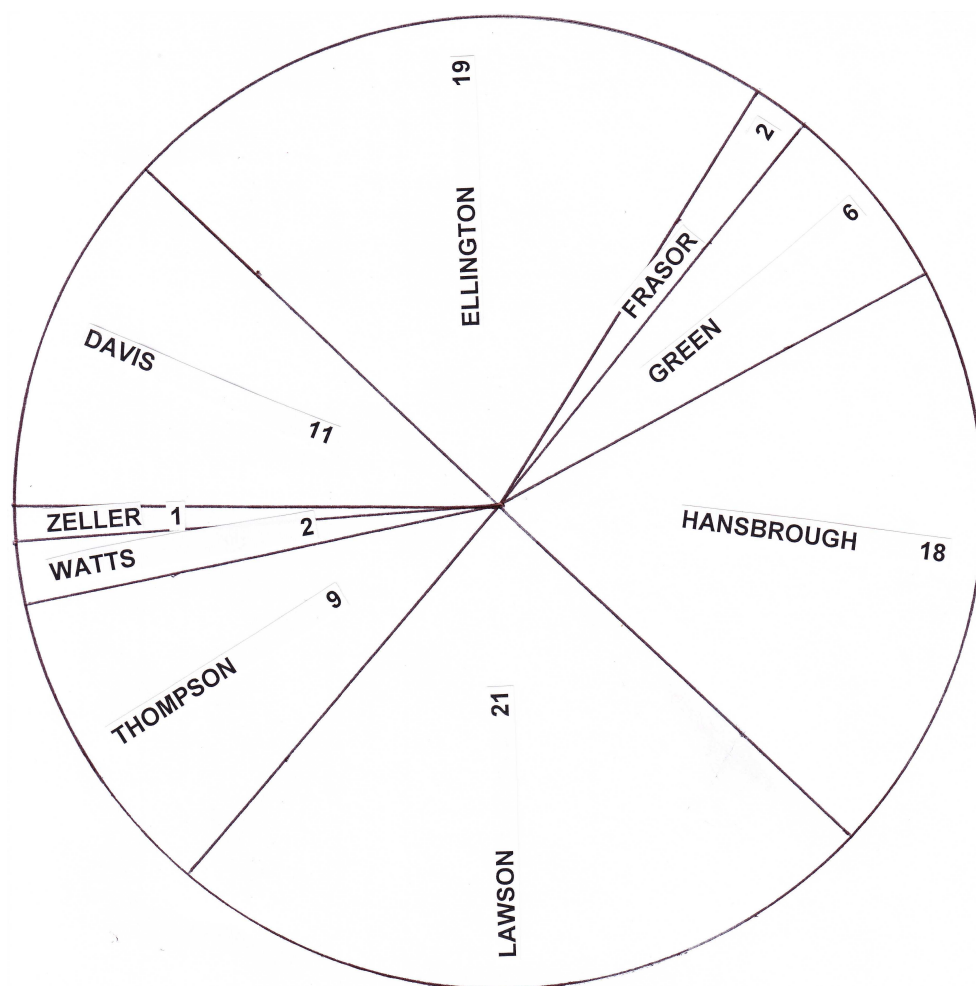 ELLINGTON 19
FRASOR 2
GREEN 6
HANSBROUGH 18
LAWSON 21
THOMPSON 9
WATTS 2
ZELLER 1
DAVIS 11